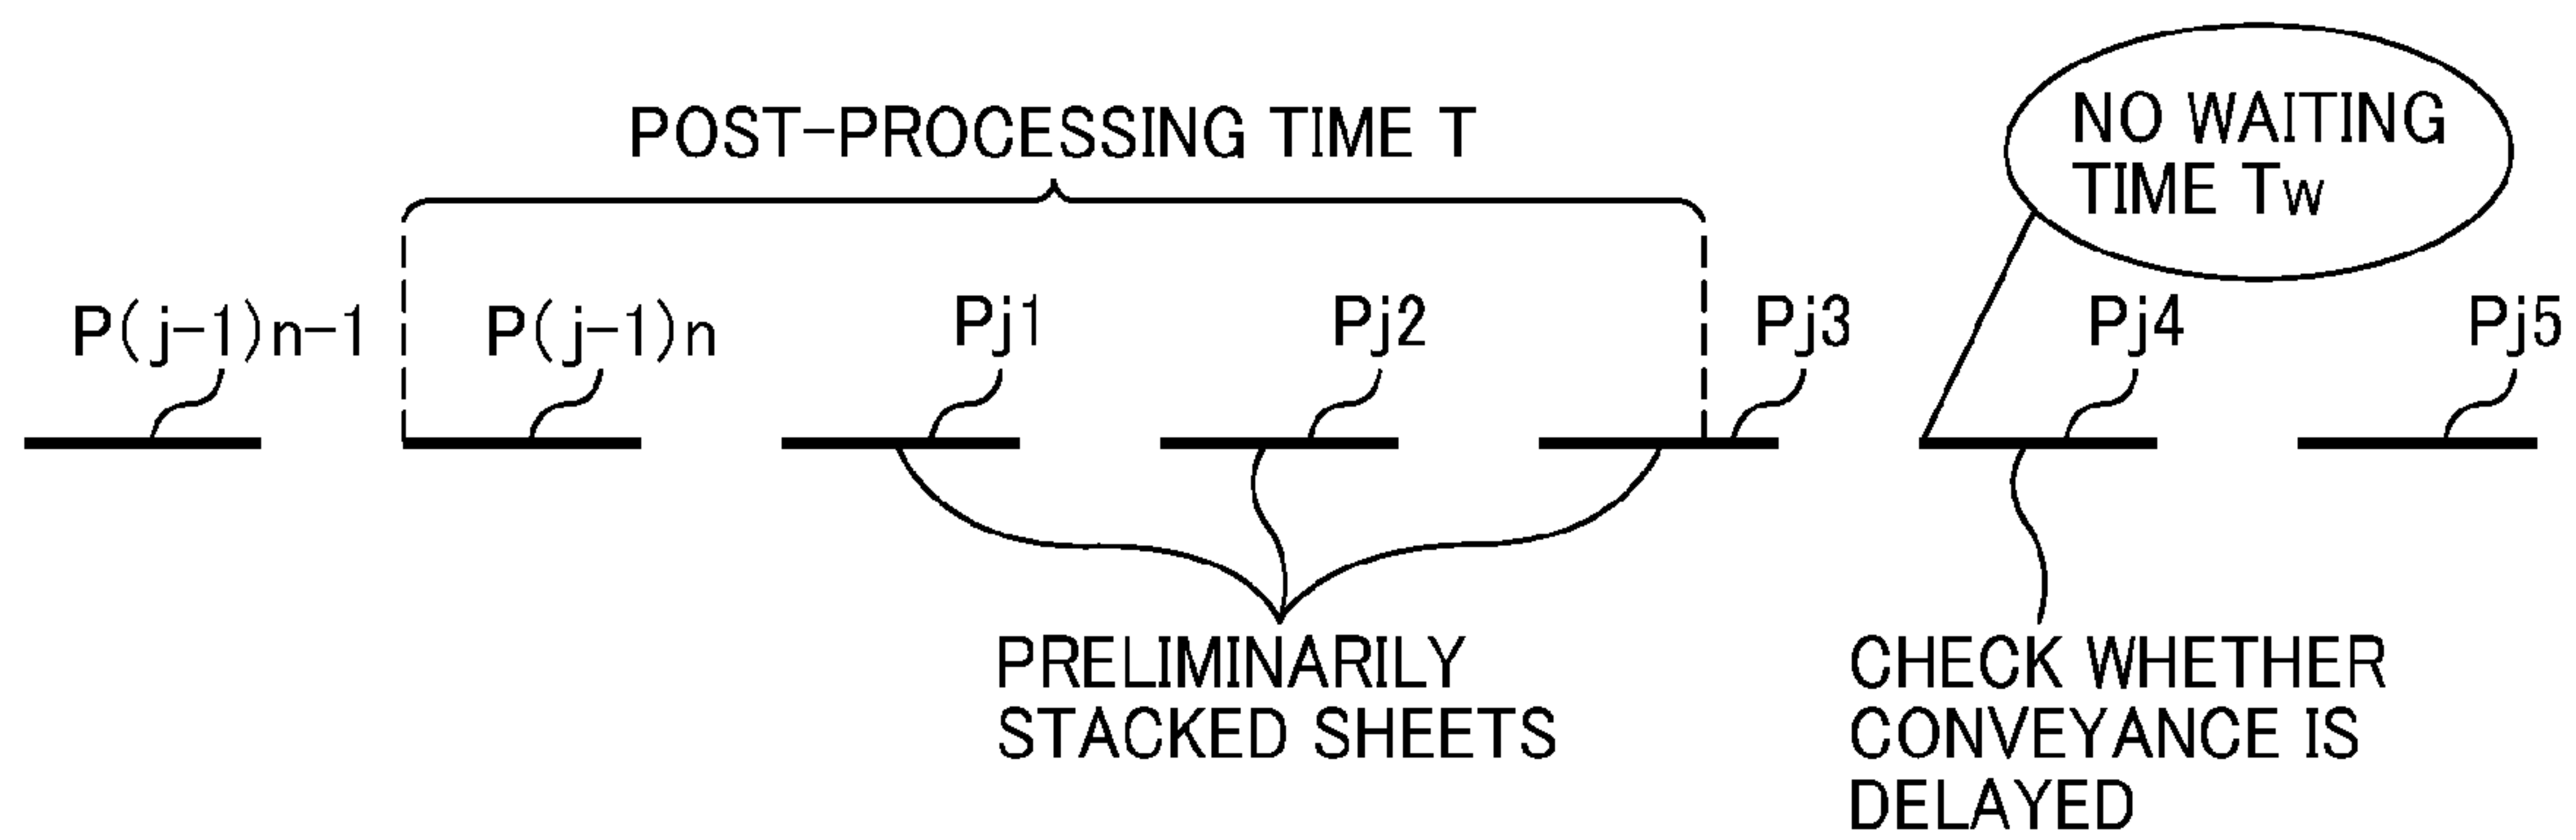 POST-PROCESSING TIME T
NO WAITING
TIME Tw
P(j-1)n-1
P(j-1)n
Pj1
Pj2
Pj3
Pj4
Pj5
PRELIMINARILY
STACKED SHEETS
CHECK WHETHER
CONVEYANCE IS
DELAYED